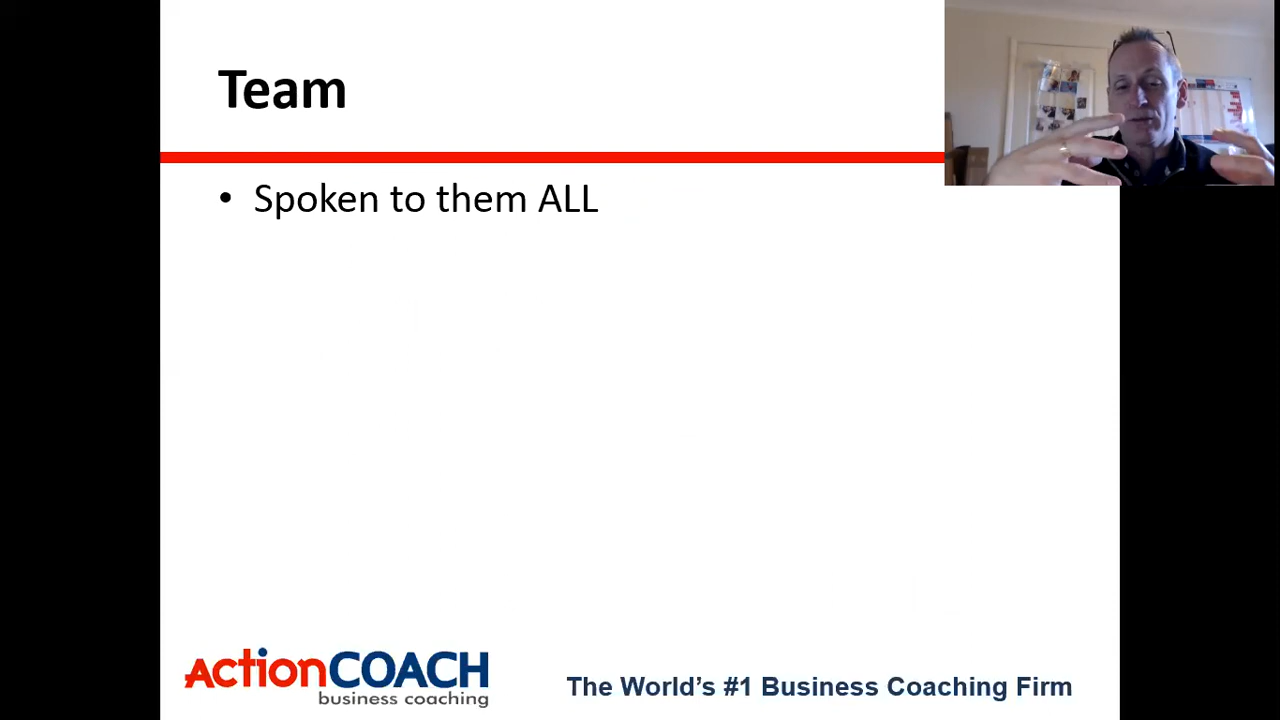 Team
• Spoken to them ALL
ActionCOACH
business coaching
The World's #1 Business Coaching Firm